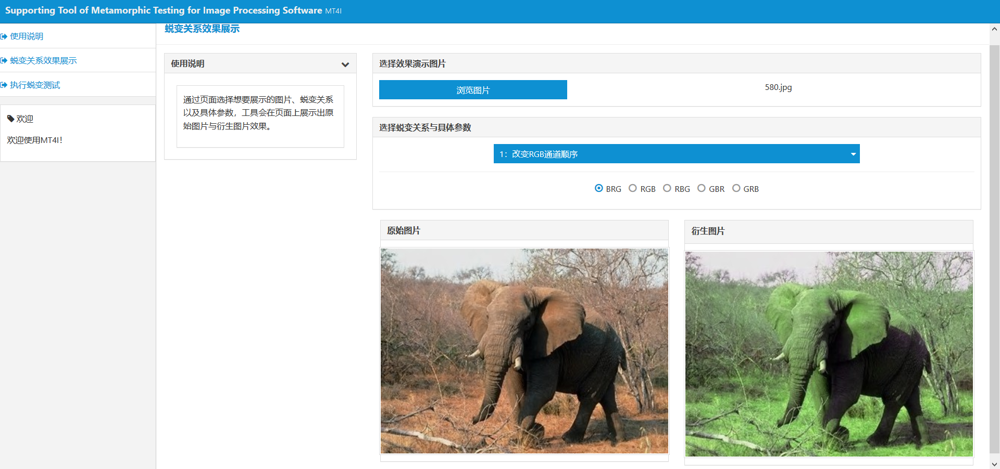 Supporting Tool of Metamorphic Testing for Image Processing Software MT4I
使用说明
蜕变关系效果展示
执行蜕变测试
欢迎
欢迎使用MT4I!
蜕变关系效果展示
使用说明
通过页面选择想要展示的图片、蜕变关系
以及具体参数，工具会在页面上展示出原
始图片与衍生图片效果。
选择效果演示图片
浏览图片
580.jpg
选择蜕变关系与具体参数
1：改变RGB通道顺序
BRG RGB RBG GBR GRB
原始图片
衍生图片